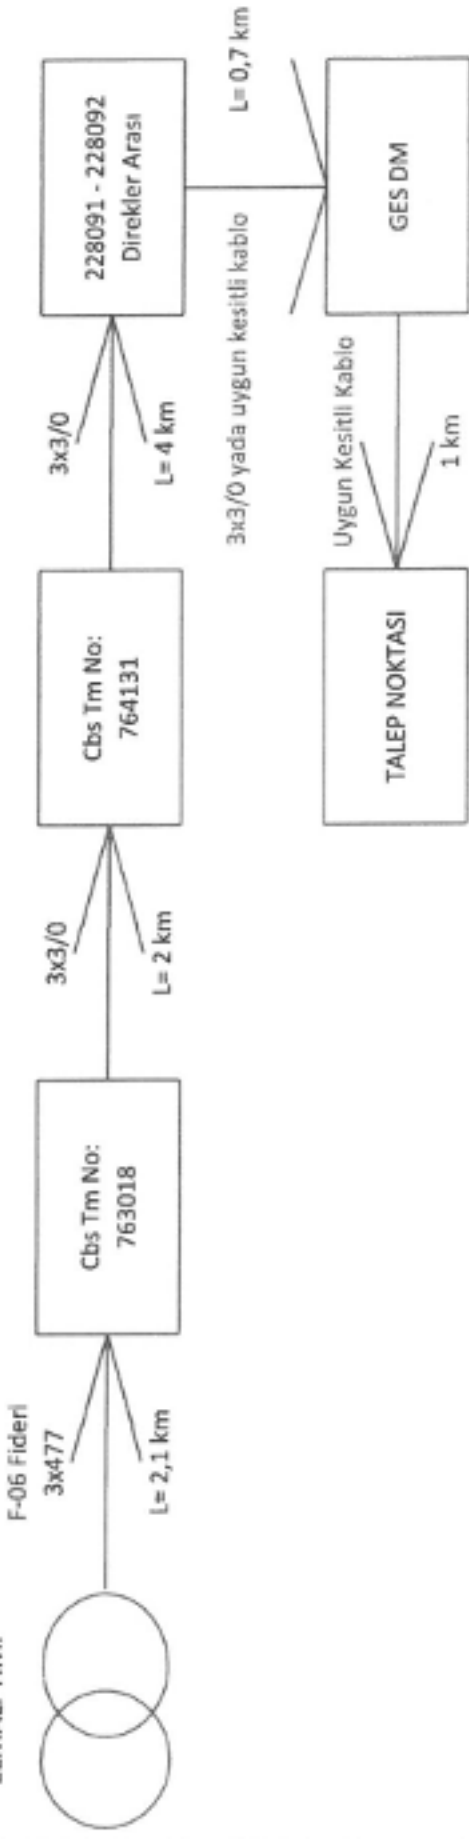 F-06 Fideri
3x477
L= 2,1 km
Cbs Tm No:
763018
3x3/0
L= 2 km
Cbs Tm No:
764131
3x3/0
L= 4 km
228091 - 228092
Direkler Arası
3x3/0 yada uygun kesitli kablo
L= 0,7 km
GES DM
Uygun Kesitli Kablo
1 km
TALEP NOKTASI